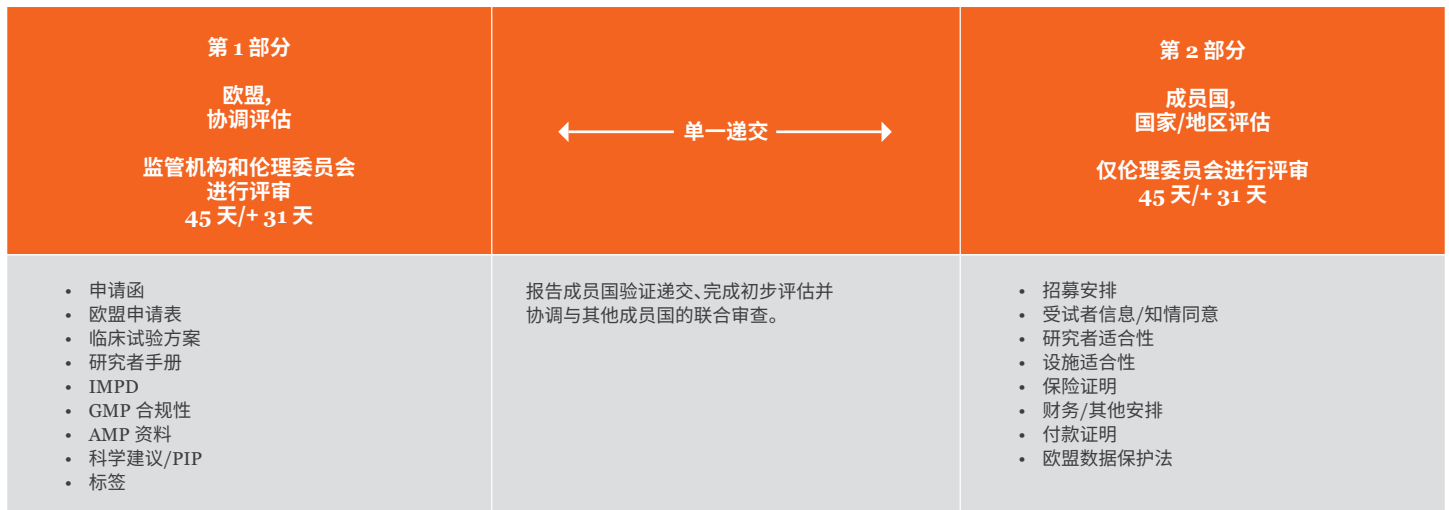 第 1 部分
欧盟，
协调评估
监管机构和伦理委员会
进行评审
45 天/+ 31 天
单一递交
第 2 部分
成员国，
国家/地区评估
仅伦理委员会进行评审
45 天/+ 31 天
• 申请函
• 欧盟申请表
• 临床试验方案
• 研究者手册
• IMPD
• GMP 合规性
• AMP 资料
• 科学建议/PIP
• 标签
报告成员国验证递交、完成初步评估并
协调与其他成员国的联合审查。
• 招募安排
• 受试者信息/知情同意
• 研究者适合性
• 设施适合性
• 保险证明
• 财务/其他安排
• 付款证明
• 欧盟数据保护法